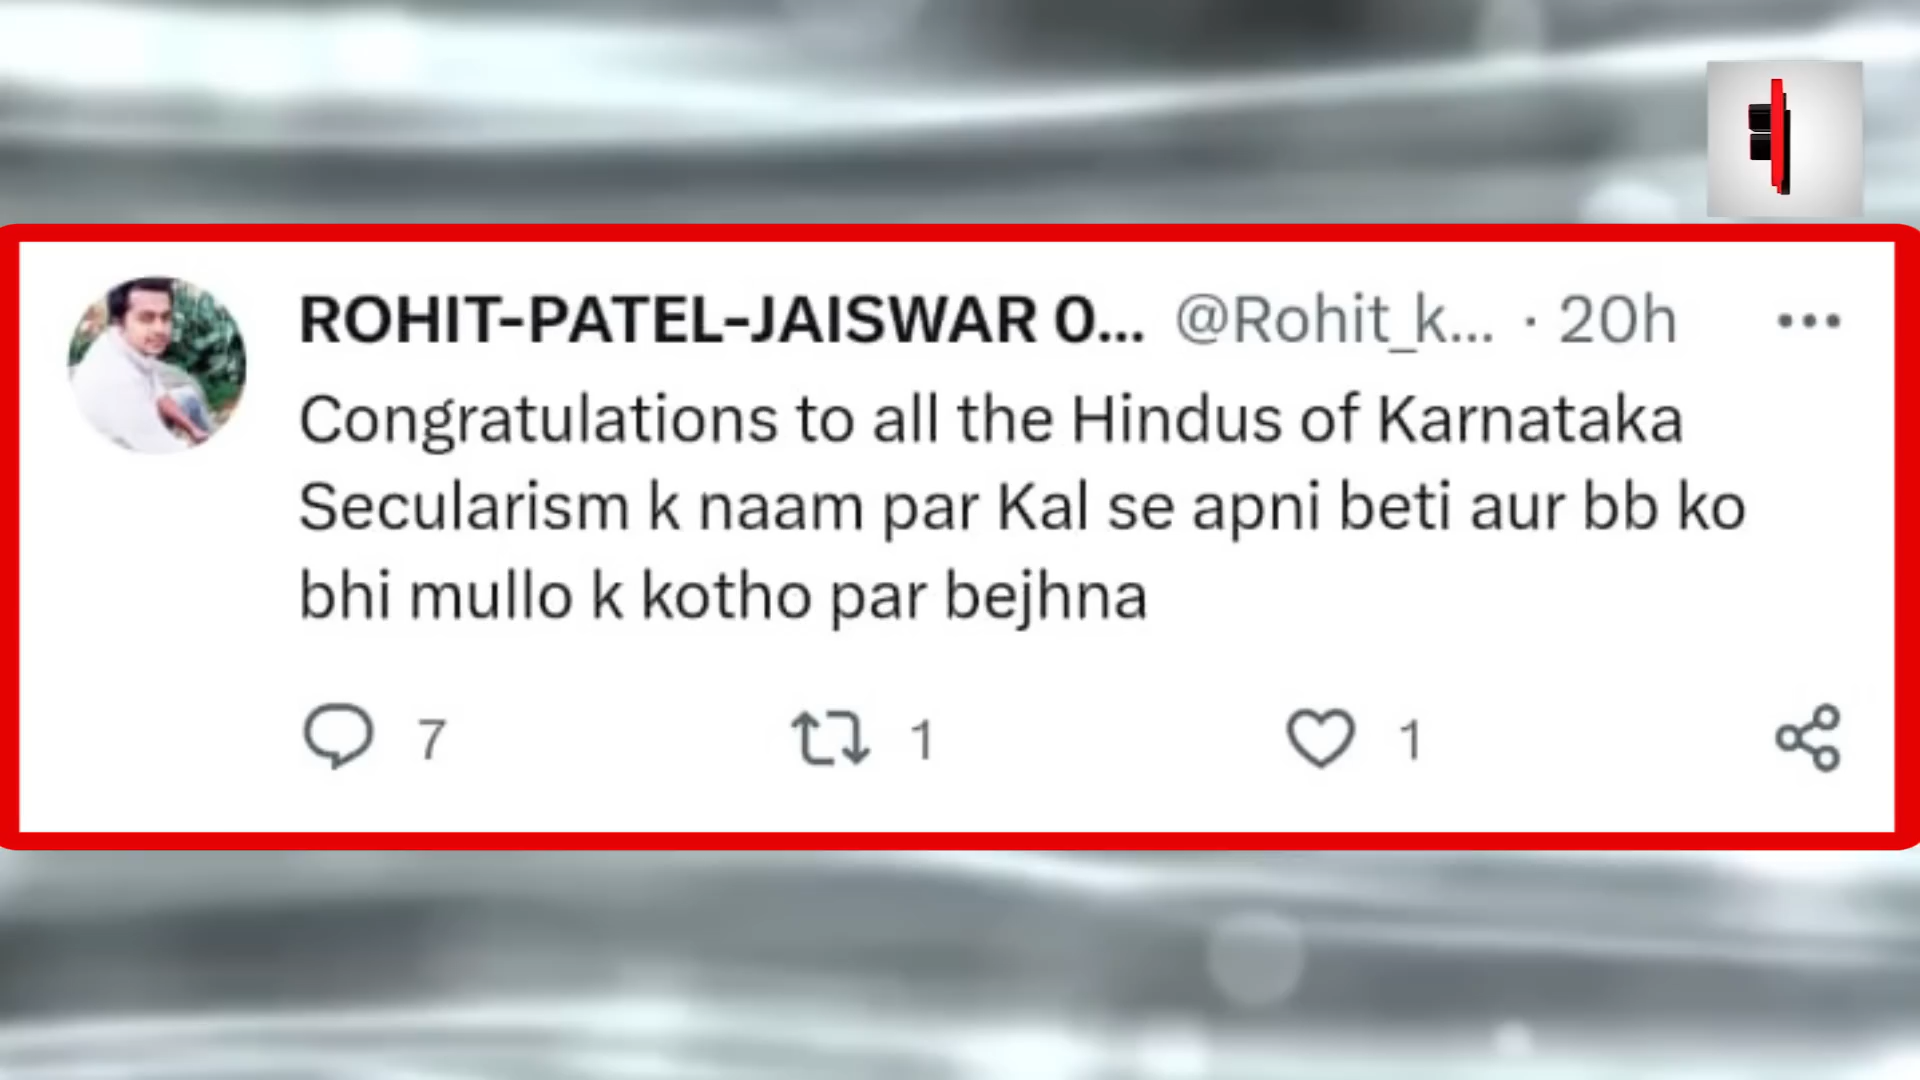 ROHIT-PATEL-JAISWAR 0... @Rohit_k... · 20h
Congratulations to all the Hindus of Karnataka
Secularism k naam par Kal se apni beti aur bb ko
bhi mullo k kotho par bejhna
7 1 1